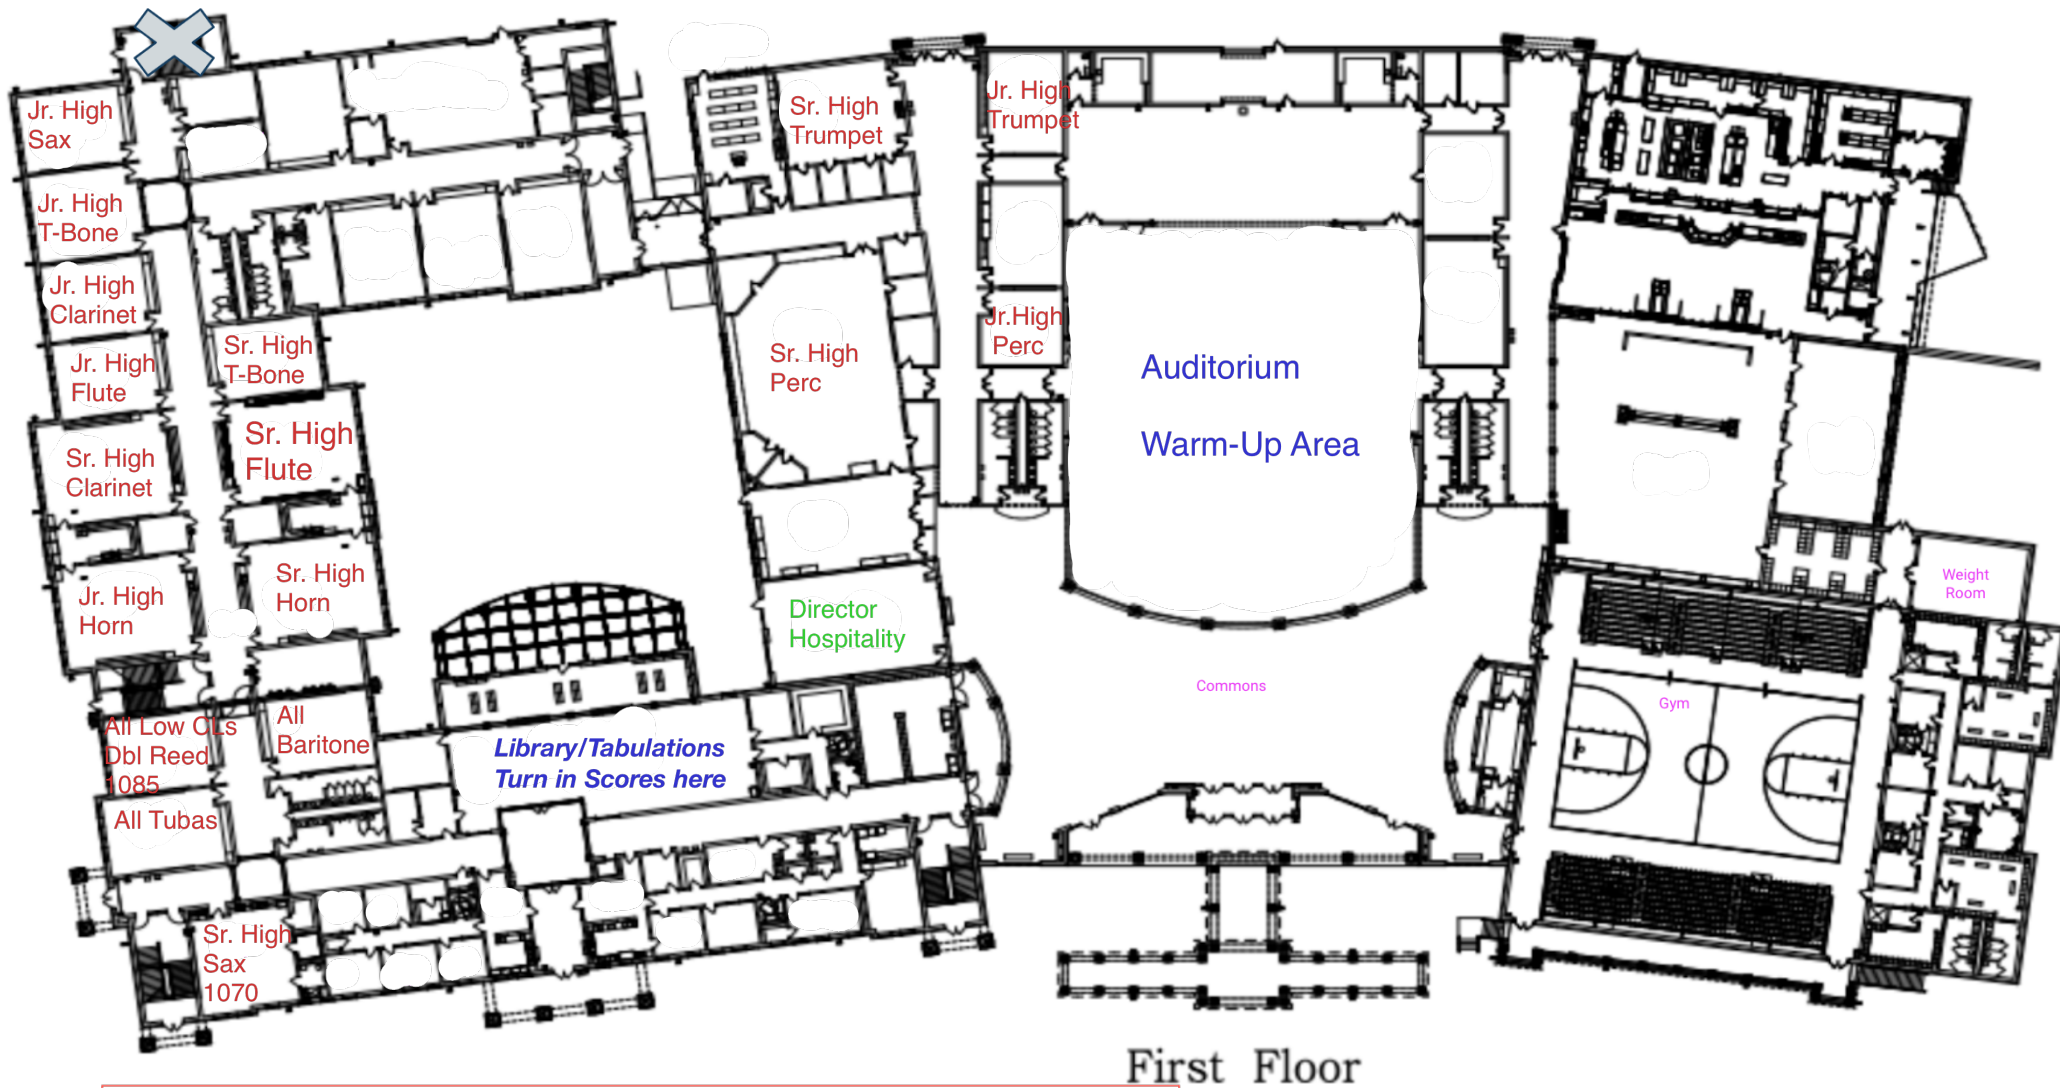 Jr. High
Sax
Sr. High
Trumpet
Jr. High
Trumpet
Jr. High
T-Bone
Jr. High
Clarinet
Sr. High
T-Bone
Jr. High
Flute
Sr. High
Perc
Jr.High
Perc
Auditorium
Warm-Up Area
Sr. High
Flute
Sr. High
Clarinet
Sr. High
Horn
Jr. High
Horn
Director
Hospitality
Weight
Room
Commons
Gym
All Low CLs
Dbl Reed
1085
All
Baritone
Library/Tabulations
Turn in Scores here
All Tubas
Sr. High
Sax
1070
First Floor